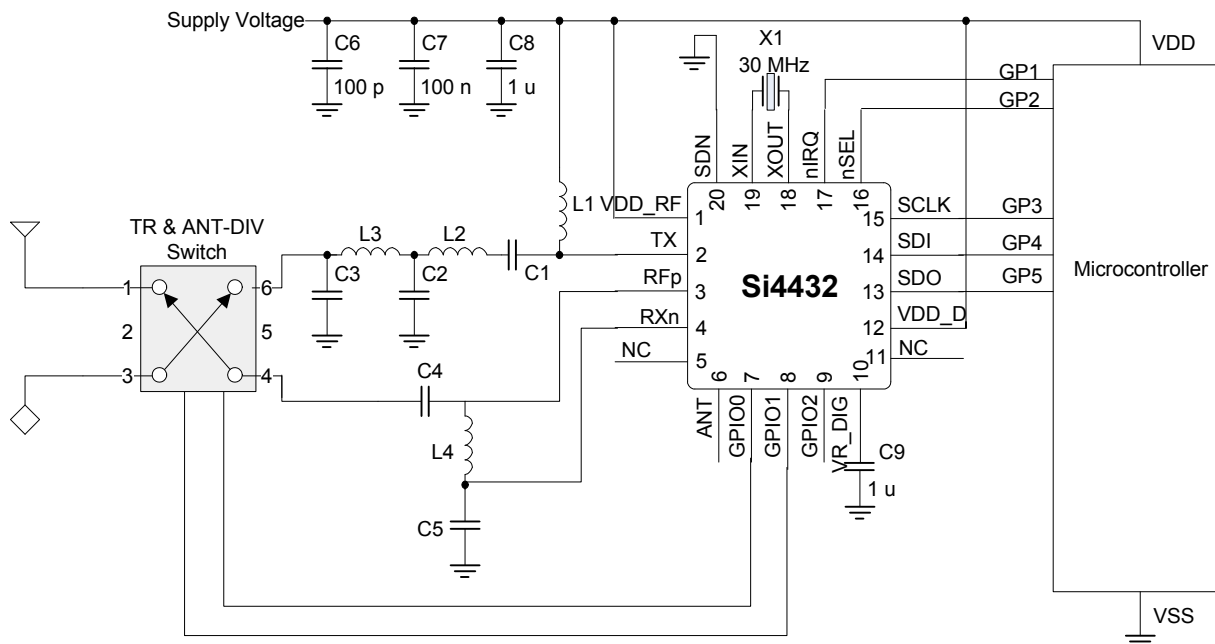 Supply Voltage
C6
100 p
C7
100 n
C8
1 u
X1
30 MHz
VDD
GP1
GP2
SDN
XIN
XOUT
nIRQ
nSEL
20
19
18
17
16
L1
VDD_RF
1
TX
2
RFp
3
RXn
4
NC
5
Si4432
15
SCLK
GP3
14
SDI
GP4
13
SDO
GP5
12
VDD_D
11
NC
Microcontroller
TR & ANT-DIV
Switch
1
2
3
6
5
4
L3
L2
C3
C2
C1
C4
L4
C5
6
7
8
9
10
ANT
GPIO0
GPIO1
GPIO2
VR_DIG
C9
1 u
VSS